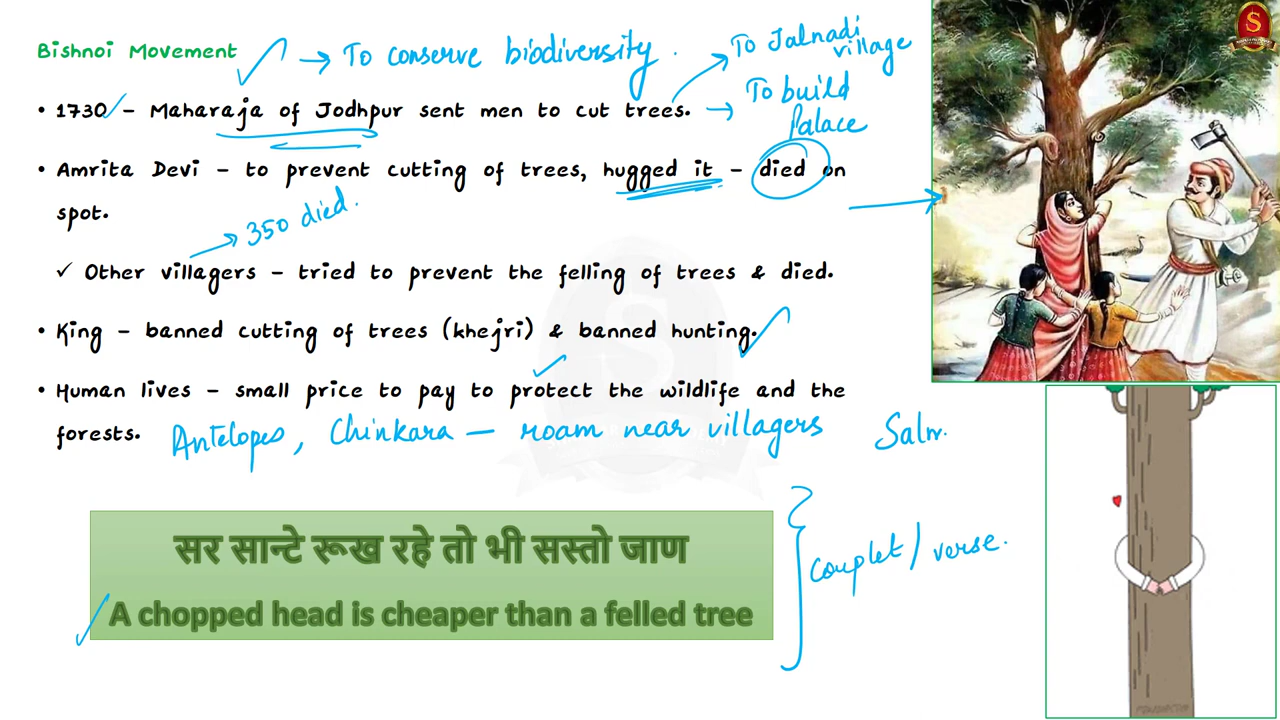 Bishnoi Movement → To conserve biodiversity.
To Jalnadi village
• 1730 – Maharaja of Jodhpur sent men to cut trees. → To build Palace
• Amrita Devi – to prevent cutting of trees, hugged it – died on
spot.
→ 350 died.
✓ Other villagers – tried to prevent the felling of trees & died.
• King – banned cutting of trees (khejri) & banned hunting.
• Human lives – small price to pay to protect the wildlife and the
forests.
Antelopes, Chinkara — roam near villagers
Salm.
सर सान्टे रूख रहे तो भी सस्तो जाण
A chopped head is cheaper than a felled tree
couplet / verse.
S